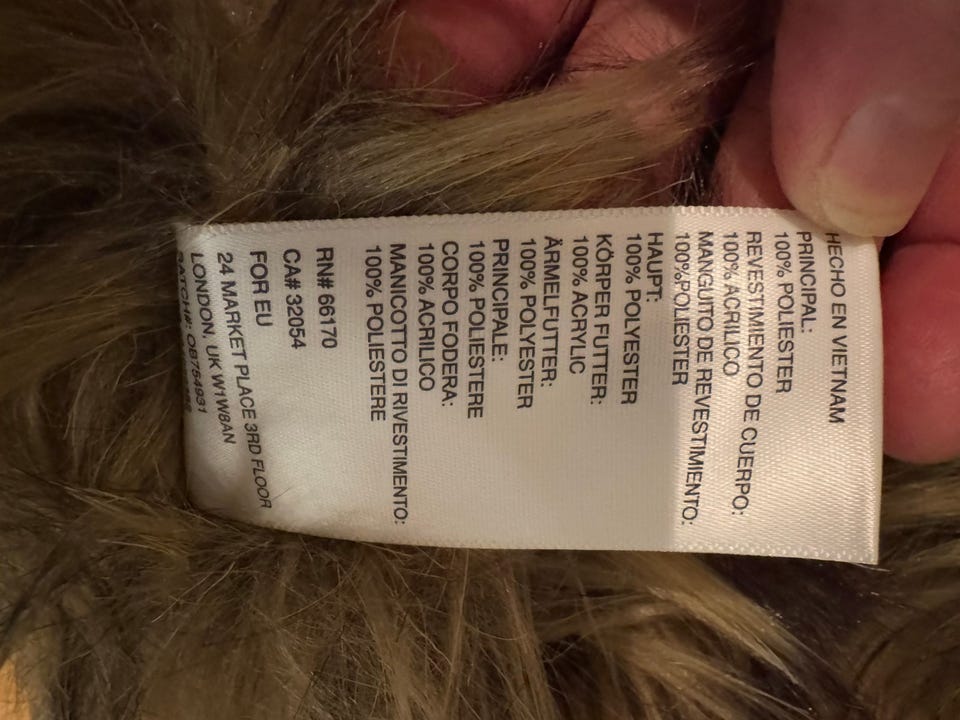 HECHO EN VIETNAM
PRINCIPAL:
100% POLIESTER
REVESTIMIENTO DE CUERPO:
100% ACRILICO
MANGUITO DE REVESTIMIENTO:
100%POLIESTER
HAUPT:
100% POLYESTER
KÖRPER FUTTER:
100% ACRYLIC
ÄRMELFUTTER:
100% POLYESTER
PRINCIPALE:
100% POLIESTERE
CORPO FODERA:
100% ACRILICO
MANICOTTO DI RIVESTIMENTO:
100% POLIESTERE
RN# 66170
CA# 32054
FOR EU
24 MARKET PLACE 3RD FLOOR
LONDON, UK W1W8AN
BATCH#: OB754931